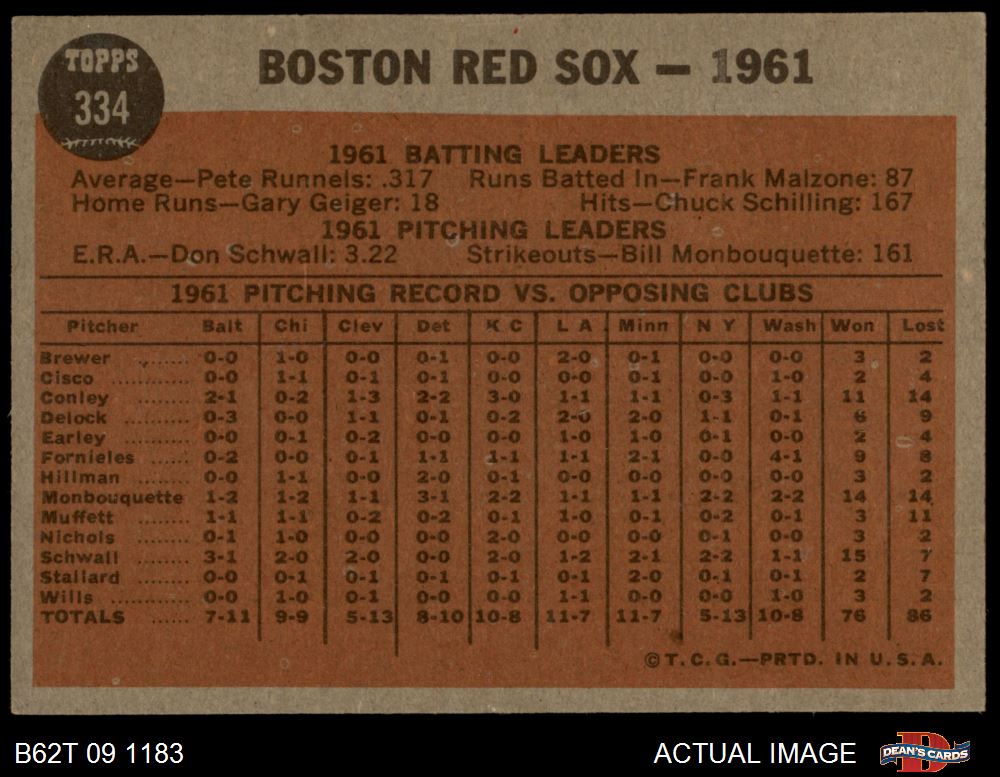 TOPPS
334
BOSTON RED SOX — 1961
1961 BATTING LEADERS
Average—Pete Runnels: .317 Runs Batted In—Frank Malzone: 87
Home Runs—Gary Geiger: 18 Hits—Chuck Schilling: 167
1961 PITCHING LEADERS
E.R.A.—Don Schwall: 3.22 Strikeouts—Bill Monbouquette: 161
1961 PITCHING RECORD VS. OPPOSING CLUBS
Pitcher Balt Chi Clev Det K C L A Minn N Y Wash Won Lost
Brewer ........ 0-0 1-0 0-0 0-1 0-0 2-0 0-1 0-0 0-0 3 2
Cisco ........... 0-0 1-1 0-1 0-1 0-0 0-0 0-1 0-0 1-0 2 4
Conley ........ 2-1 0-2 1-3 2-2 3-0 1-1 1-1 0-3 1-1 11 14
Delock ........ 0-3 0-0 1-1 0-1 0-2 2-0 2-0 1-1 0-1 6 9
Earley ......... 0-0 0-1 0-2 0-0 0-0 1-0 1-0 0-1 0-0 2 4
Fornieles ...... 0-2 0-0 0-1 1-1 1-1 1-1 2-1 0-0 4-1 9 8
Hillman ....... 0-0 1-1 0-0 2-0 0-1 0-0 0-0 0-0 0-0 3 2
Monbouquette 1-2 1-2 1-1 3-1 2-2 1-1 1-1 2-2 2-2 14 14
Muffett ........ 1-1 1-1 0-2 0-2 0-1 1-0 0-1 0-2 0-1 3 11
Nichols ........ 0-1 1-0 0-0 0-0 2-0 0-0 0-0 0-1 0-0 3 2
Schwall ........ 3-1 2-0 2-0 0-0 2-0 1-2 2-1 2-2 1-1 15 7
Stallard ........ 0-0 0-1 0-1 0-1 0-1 0-1 2-0 0-1 0-1 2 7
Wills ............ 0-0 1-0 0-1 0-0 0-0 1-1 0-0 0-0 1-0 3 2
TOTALS 7-11 9-9 5-13 8-10 10-8 11-7 11-7 5-13 10-8 76 86
©T.C.G.—PRTD. IN U.S.A.
B62T 09 1183 ACTUAL IMAGE DEAN'S CARDS